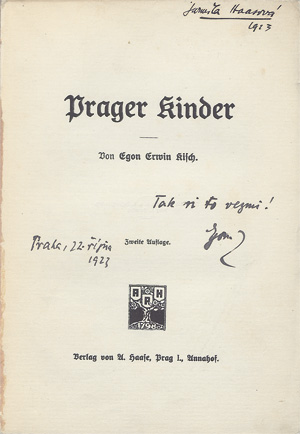 Jarmila Haasová
1923
Prager Kinder
Von Egon Erwin Kisch.
Tak si to vezmi!
Praha, 22. října
1923
Zweite Auflage.
A
H R
1798
Verlag von A. Haase, Prag I., Annahof.